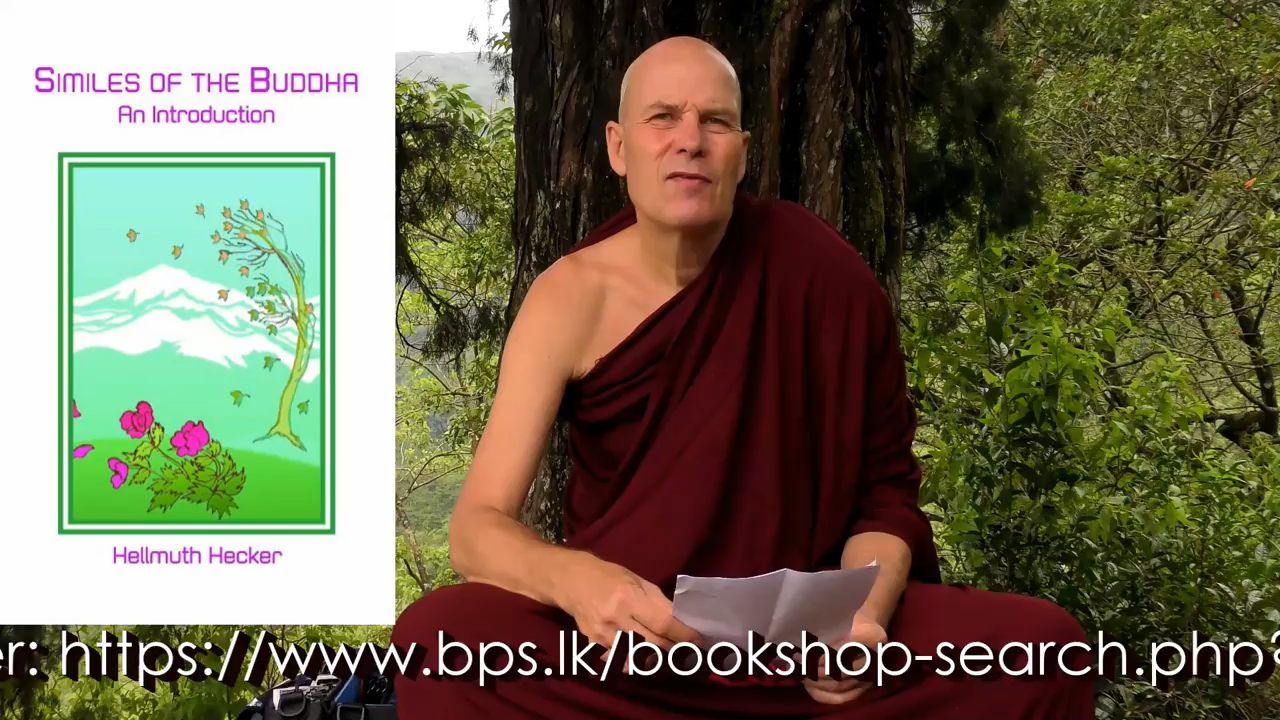 SIMILES OF THE BUDDHA
An Introduction
Hellmuth Hecker
er: https://www.bps.lk/bookshop-search.php?